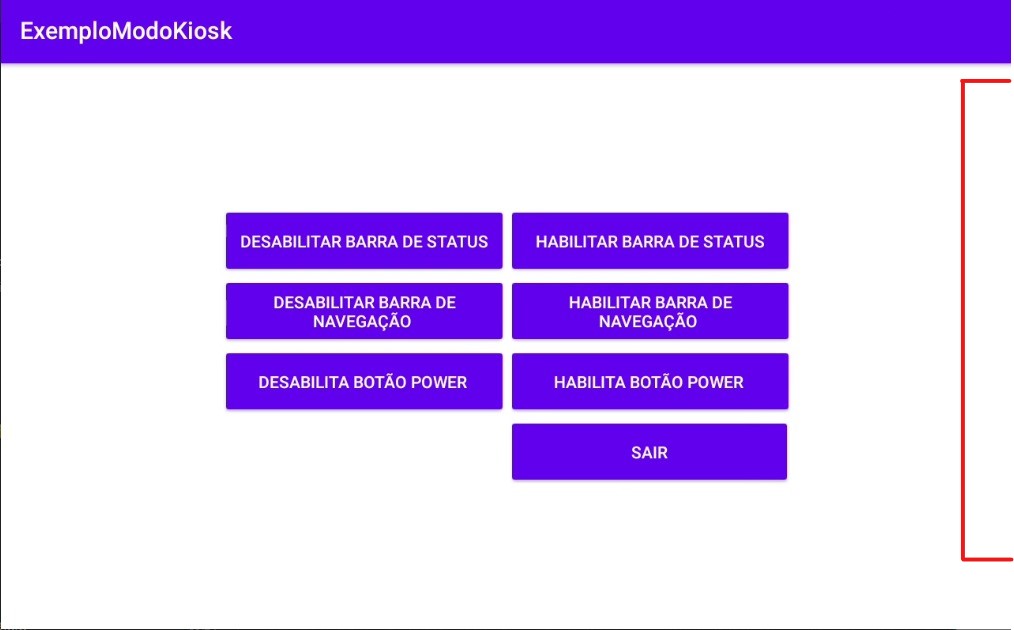 ExemploModoKiosk
DESABILITAR BARRA DE STATUS
HABILITAR BARRA DE STATUS
DESABILITAR BARRA DE
NAVEGAÇÃO
HABILITAR BARRA DE
NAVEGAÇÃO
DESABILITA BOTÃO POWER
HABILITA BOTÃO POWER
SAIR